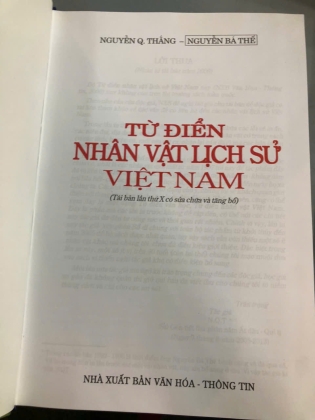 NGUYỄN Q. THẮNG – NGUYỄN BÁ THẾ
TỪ ĐIỂN
NHÂN VẬT LỊCH SỬ
VIỆT NAM
(Tái bản lần thứ X có sửa chữa và tăng bổ)
NHÀ XUẤT BẢN VĂN HÓA - THÔNG TIN